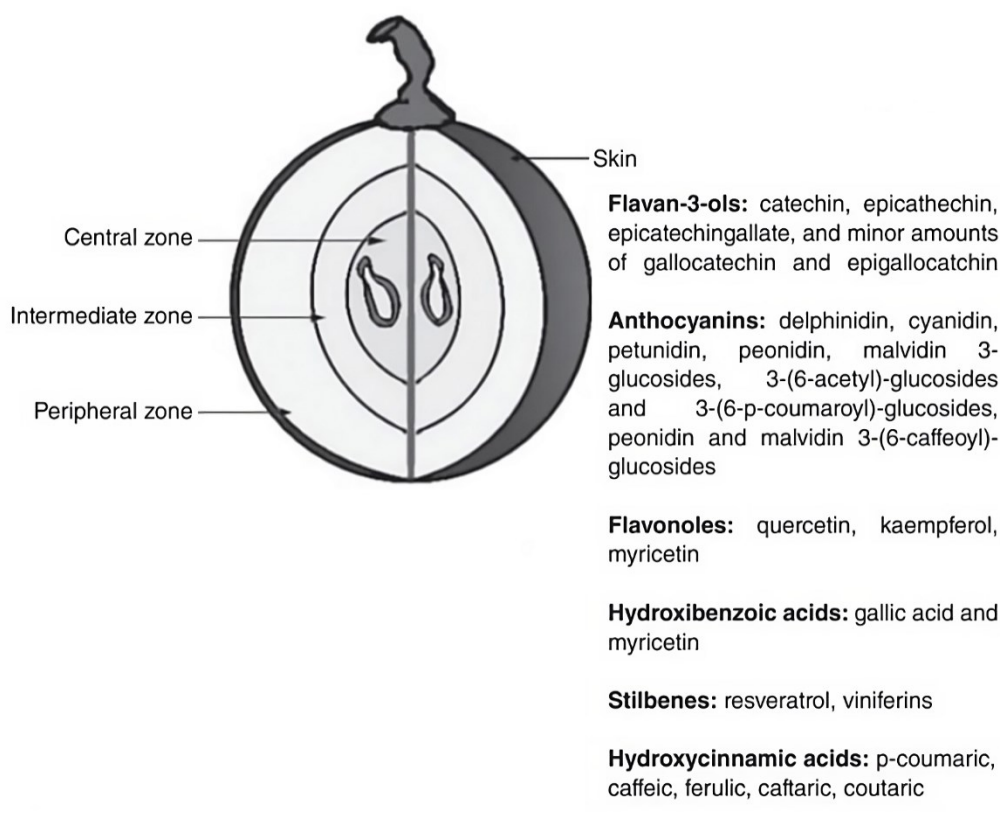 Skin
Central zone
Intermediate zone
Peripheral zone
Flavan-3-ols: catechin, epicathechin,
epicatechingallate, and minor amounts
of gallocatechin and epigallocatchin
Anthocyanins: delphinidin, cyanidin,
petunidin, peonidin, malvidin 3-
glucosides, 3-(6-acetyl)-glucosides
and 3-(6-p-coumaroyl)-glucosides,
peonidin and malvidin 3-(6-caffeoyl)-
glucosides
Flavonoles: quercetin, kaempferol,
myricetin
Hydroxibenzoic acids: gallic acid and
myricetin
Stilbenes: resveratrol, viniferins
Hydroxycinnamic acids: p-coumaric,
caffeic, ferulic, caftaric, coutaric